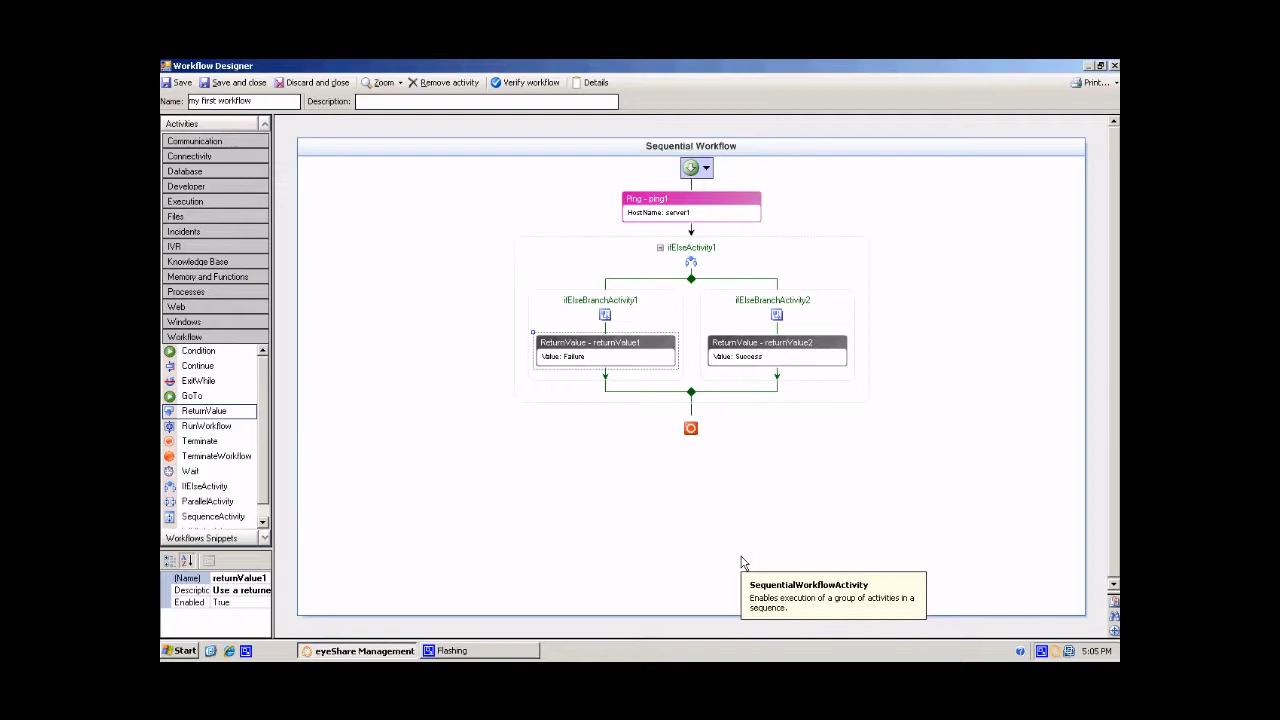 Workflow Designer
Save Save and close Discard and close Zoom Remove activity Verify workflow Details Print...
Name: my first workflow Description:
Activities
Communication
Connectivity
Database
Developer
Execution
Files
Incidents
IVR
Knowledge Base
Memory and Functions
Processes
Web
Windows
Workflow
Condition
Continue
ExitWhile
GoTo
ReturnValue
RunWorkflow
Terminate
TerminateWorkflow
Wait
IfElseActivity
ParallelActivity
SequenceActivity
Workflows Snippets
(Name) returnValue1
Descriptic Use a returne
Enabled True
Sequential Workflow
Ping - ping1
HostName: server1
ifElseActivity1
ifElseBranchActivity1 ifElseBranchActivity2
ReturnValue - returnValue1 ReturnValue - returnValue2
Value: Failure Value: Success
SequentialWorkflowActivity
Enables execution of a group of activities in a
sequence.
Start eyeShare Management Flashing 5:05 PM